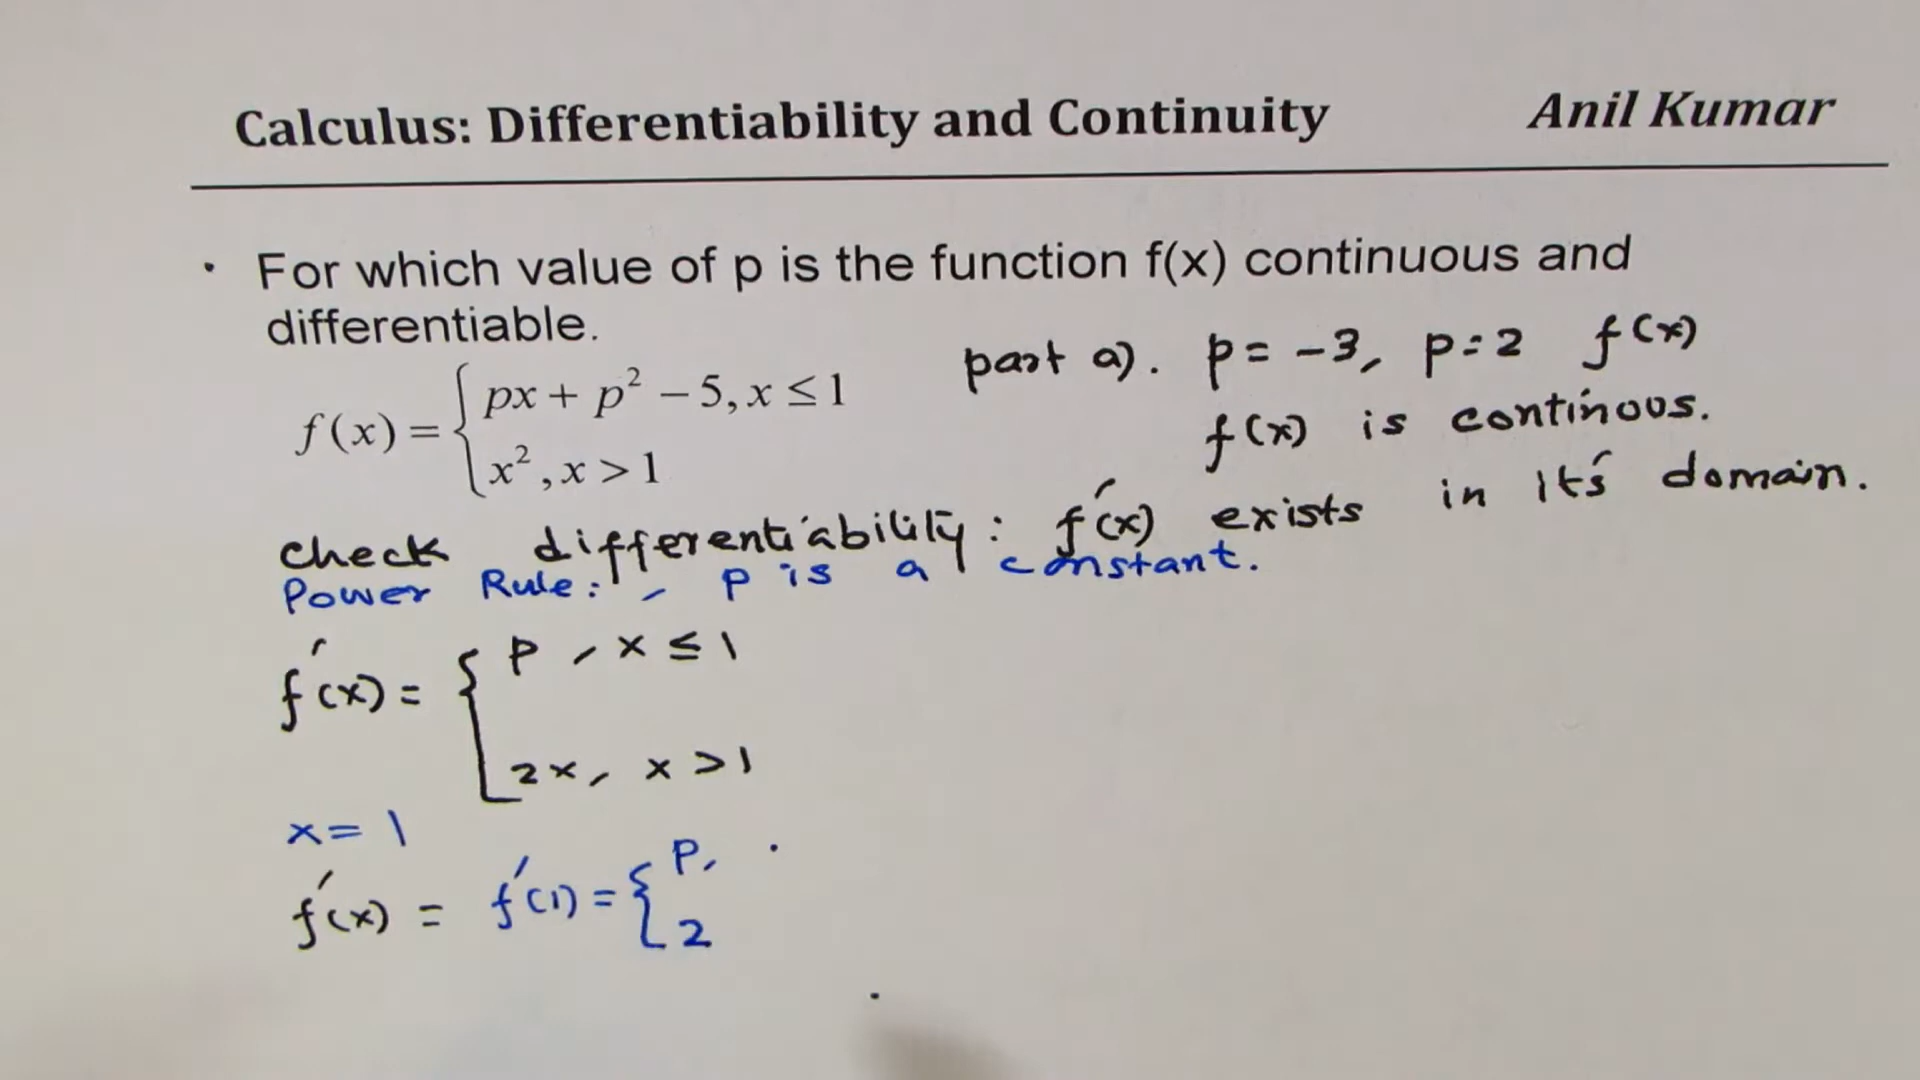 Calculus: Differentiability and Continuity Anil Kumar
• For which value of p is the function f(x) continuous and
differentiable.
part a). p = -3, p = 2 f(x)
f(x) = { px + p² − 5, x ≤ 1
x², x > 1
f(x) is continoos.
check differentiability: f'(x) exists in it's domain.
Power Rule: , p is a constant.
f'(x) = { p, x ≤ 1
2x, x > 1
x = 1
f'(x) = f'(1) = { p,
2